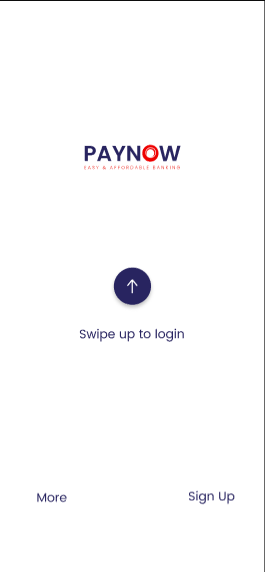 PAYNOW
EASY & AFFORDABLE BANKING
Swipe up to login
More
Sign Up